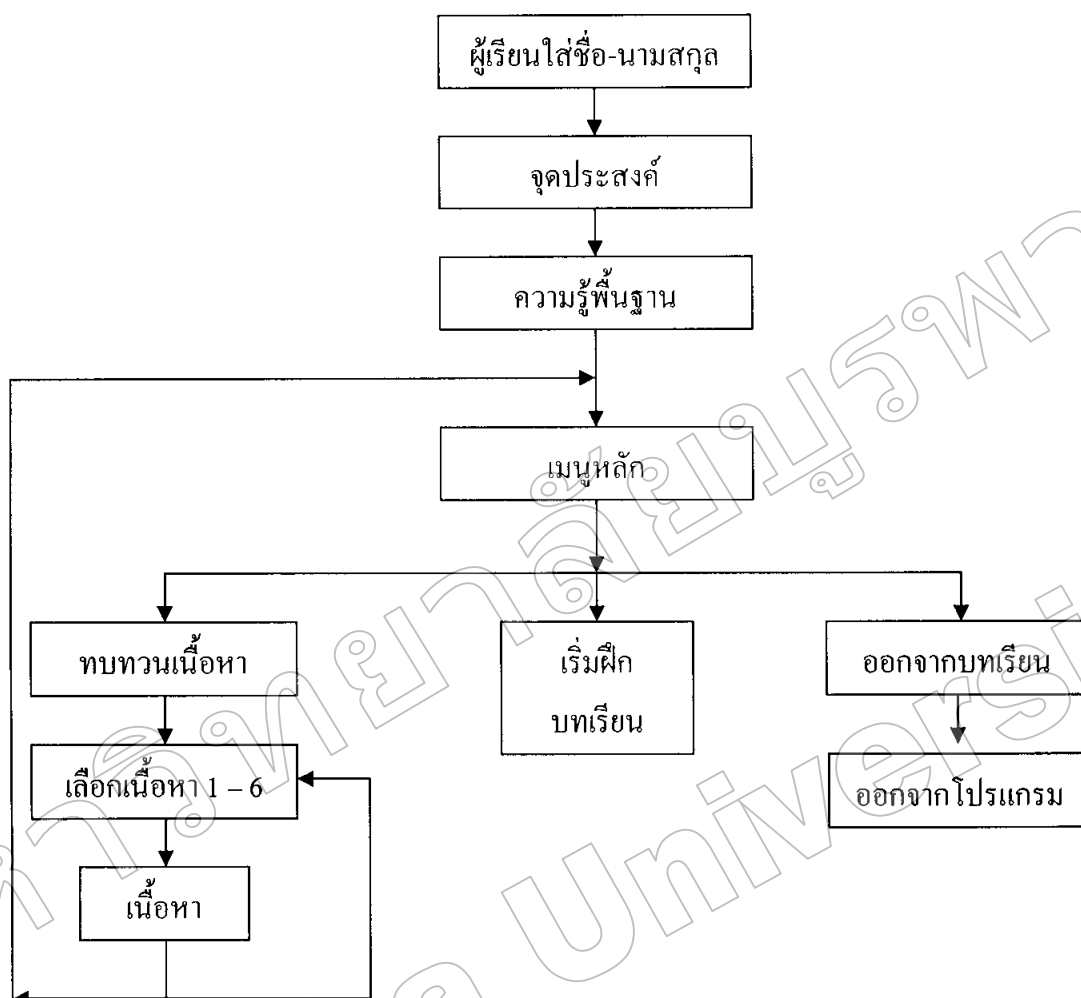 ผู้เรียนใส่ชื่อ-นามสกุล
จุดประสงค์
ความรู้พื้นฐาน
เมนูหลัก
ทบทวนเนื้อหา
เริ่มฝึก
บทเรียน
ออกจากบทเรียน
เลือกเนื้อหา 1 – 6
ออกจากโปรแกรม
เนื้อหา